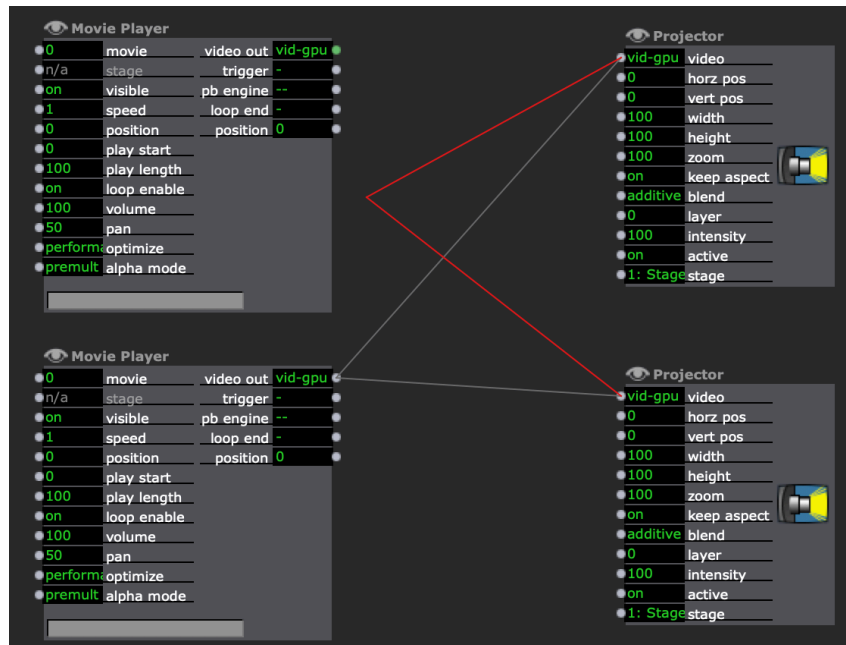 Movie Player
0 movie video out vid-gpu
n/a stage trigger -
on visible pb engine --
1 speed loop end -
0 position position 0
0 play start
100 play length
on loop enable
100 volume
50 pan
performa optimize
premult alpha mode
Projector
vid-gpu video
0 horz pos
0 vert pos
100 width
100 height
100 zoom
on keep aspect
additive blend
0 layer
100 intensity
on active
1: Stage stage
Movie Player
0 movie video out vid-gpu
n/a stage trigger -
on visible pb engine --
1 speed loop end -
0 position position 0
0 play start
100 play length
on loop enable
100 volume
50 pan
performa optimize
premult alpha mode
Projector
vid-gpu video
0 horz pos
0 vert pos
100 width
100 height
100 zoom
on keep aspect
additive blend
0 layer
100 intensity
on active
1: Stage stage